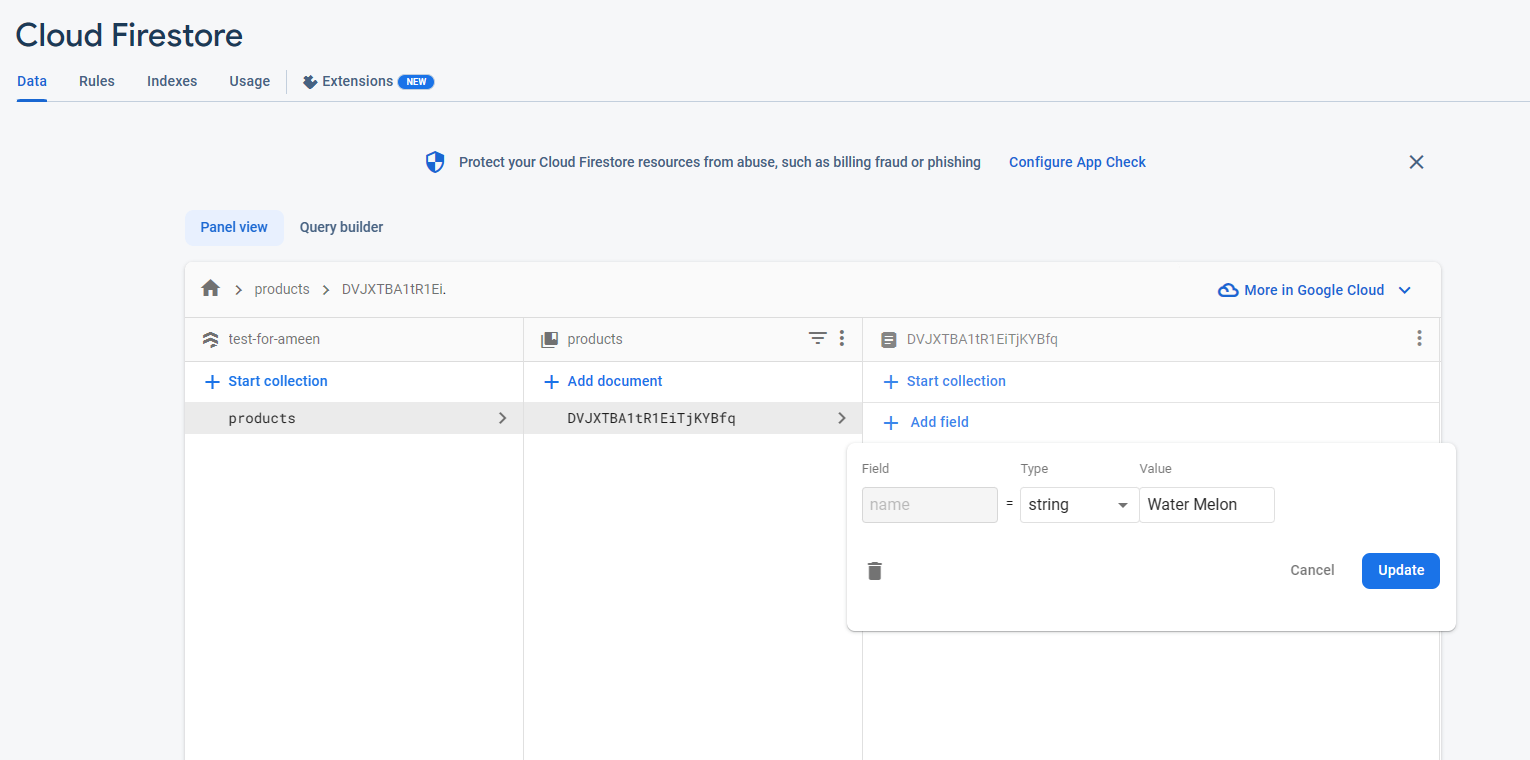 Cloud Firestore
Data Rules Indexes Usage Extensions NEW
Protect your Cloud Firestore resources from abuse, such as billing fraud or phishing Configure App Check
Panel view Query builder
products DVJXTBA1tR1Ei. More in Google Cloud
test-for-ameen products DVJXTBA1tR1EiTjKYBfq
Start collection Add document Start collection
products DVJXTBA1tR1EiTjKYBfq
Add field
Field Type Value
name = string Water Melon
Cancel Update